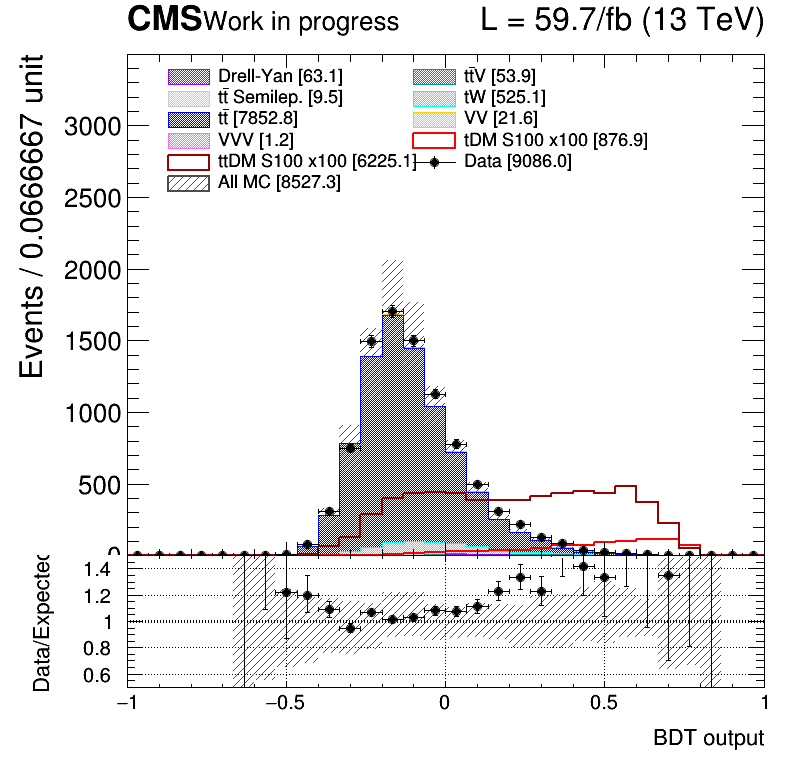 CMS Work in progress L = 59.7/fb (13 TeV)
Events / 0.0666667 unit
Drell-Yan [63.1]
tt̄V [53.9]
tt̄ Semilep. [9.5]
tW [525.1]
tt̄ [7852.8]
VV [21.6]
VVV [1.2]
tDM S100 x100 [876.9]
ttDM S100 x100 [6225.1]
Data [9086.0]
All MC [8527.3]
3000
2500
2000
1500
1000
500
0
Data/Expected
1.4
1.2
1
0.8
0.6
−1 −0.5 0 0.5 1
BDT output